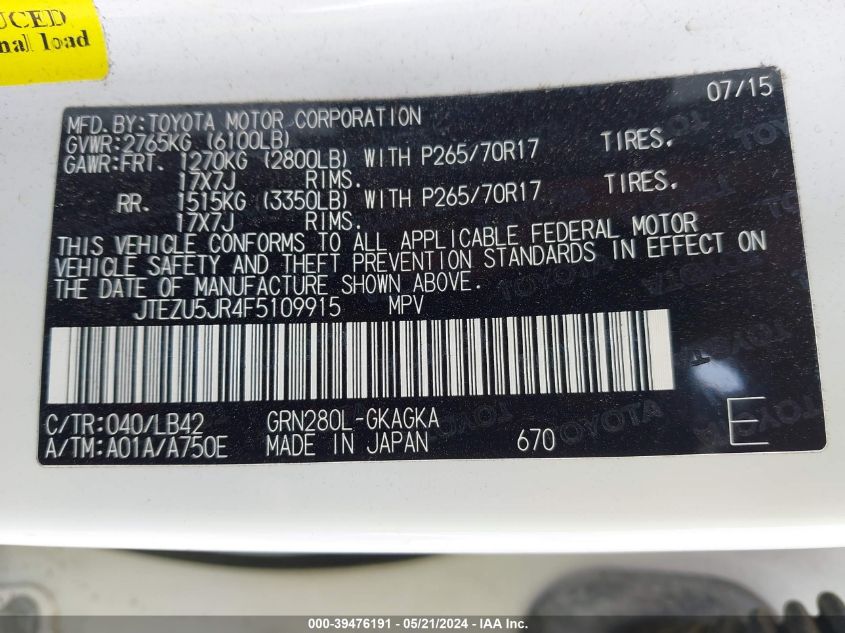 UCED
nal load
07/15
MFD.BY:TOYOTA MOTOR CORPORATION
GVWR:2765KG (6100LB)
GAWR:FRT. 1270KG (2800LB) WITH P265/70R17 TIRES.
17X7J RIMS.
RR. 1515KG (3350LB) WITH P265/70R17 TIRES.
17X7J RIMS.
THIS VEHICLE CONFORMS TO ALL APPLICABLE FEDERAL MOTOR
VEHICLE SAFETY AND THEFT PREVENTION STANDARDS IN EFFECT ON
THE DATE OF MANUFACTURE SHOWN ABOVE.
JTEZU5JR4F5109915 MPV
C/TR:040/LB42 GRN280L-GKAGKA
A/TM:A01A/A750E MADE IN JAPAN 670 E
TOYOTA
000-39476191 - 05/21/2024 - IAA Inc.